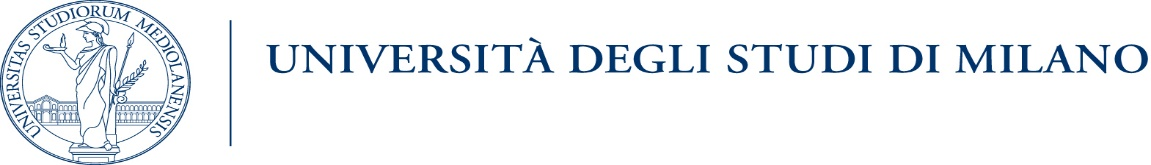 UNIVERSITAS STUDIORUM MEDIOLANENSIS
UNIVERSITÀ DEGLI STUDI DI MILANO